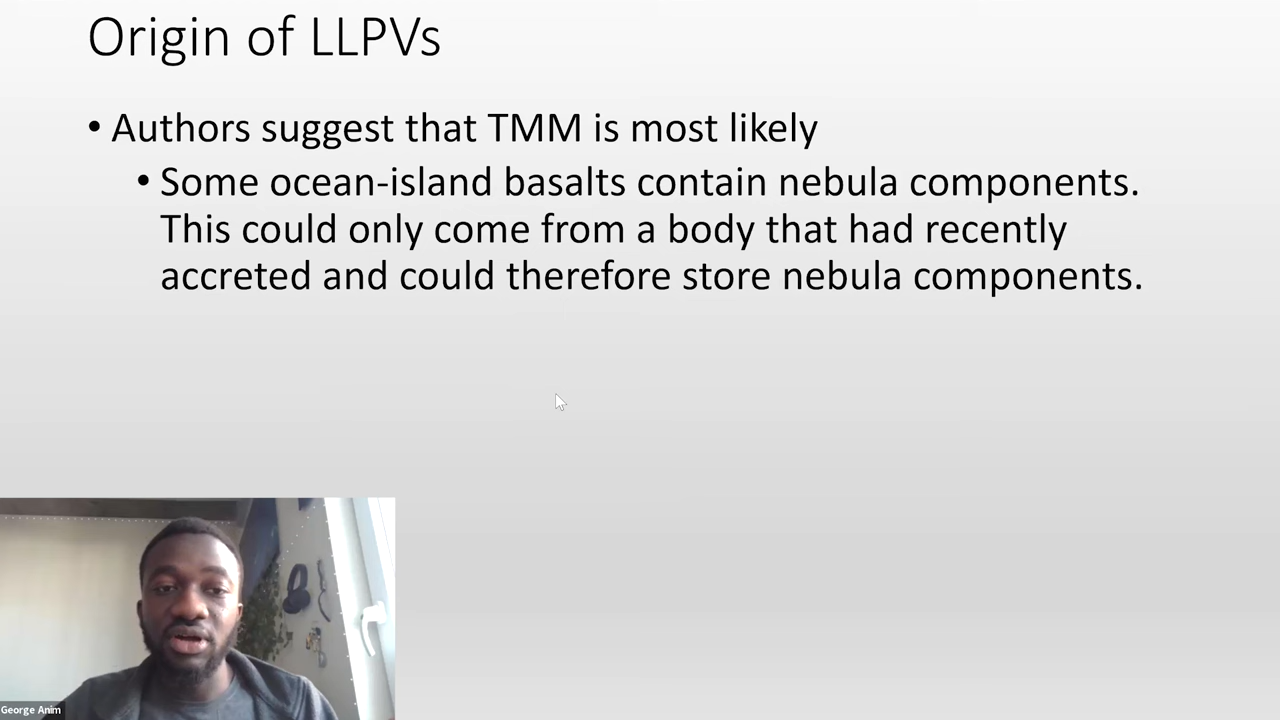 Origin of LLPVs
• Authors suggest that TMM is most likely
• Some ocean-island basalts contain nebula components.
This could only come from a body that had recently
accreted and could therefore store nebula components.
George Anim